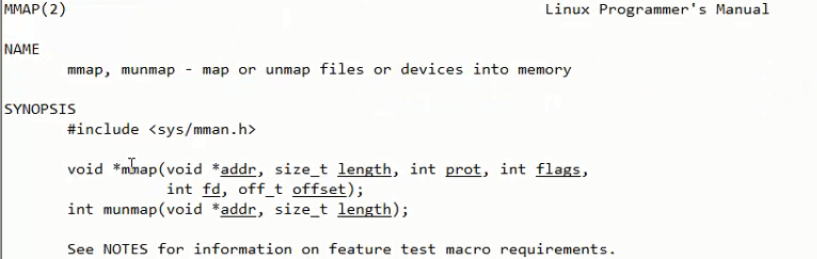 MMAP(2) Linux Programmer's Manual
NAME
mmap, munmap - map or unmap files or devices into memory
SYNOPSIS
#include <sys/mman.h>
void *mmap(void *addr, size_t length, int prot, int flags,
int fd, off_t offset);
int munmap(void *addr, size_t length);
See NOTES for information on feature test macro requirements.